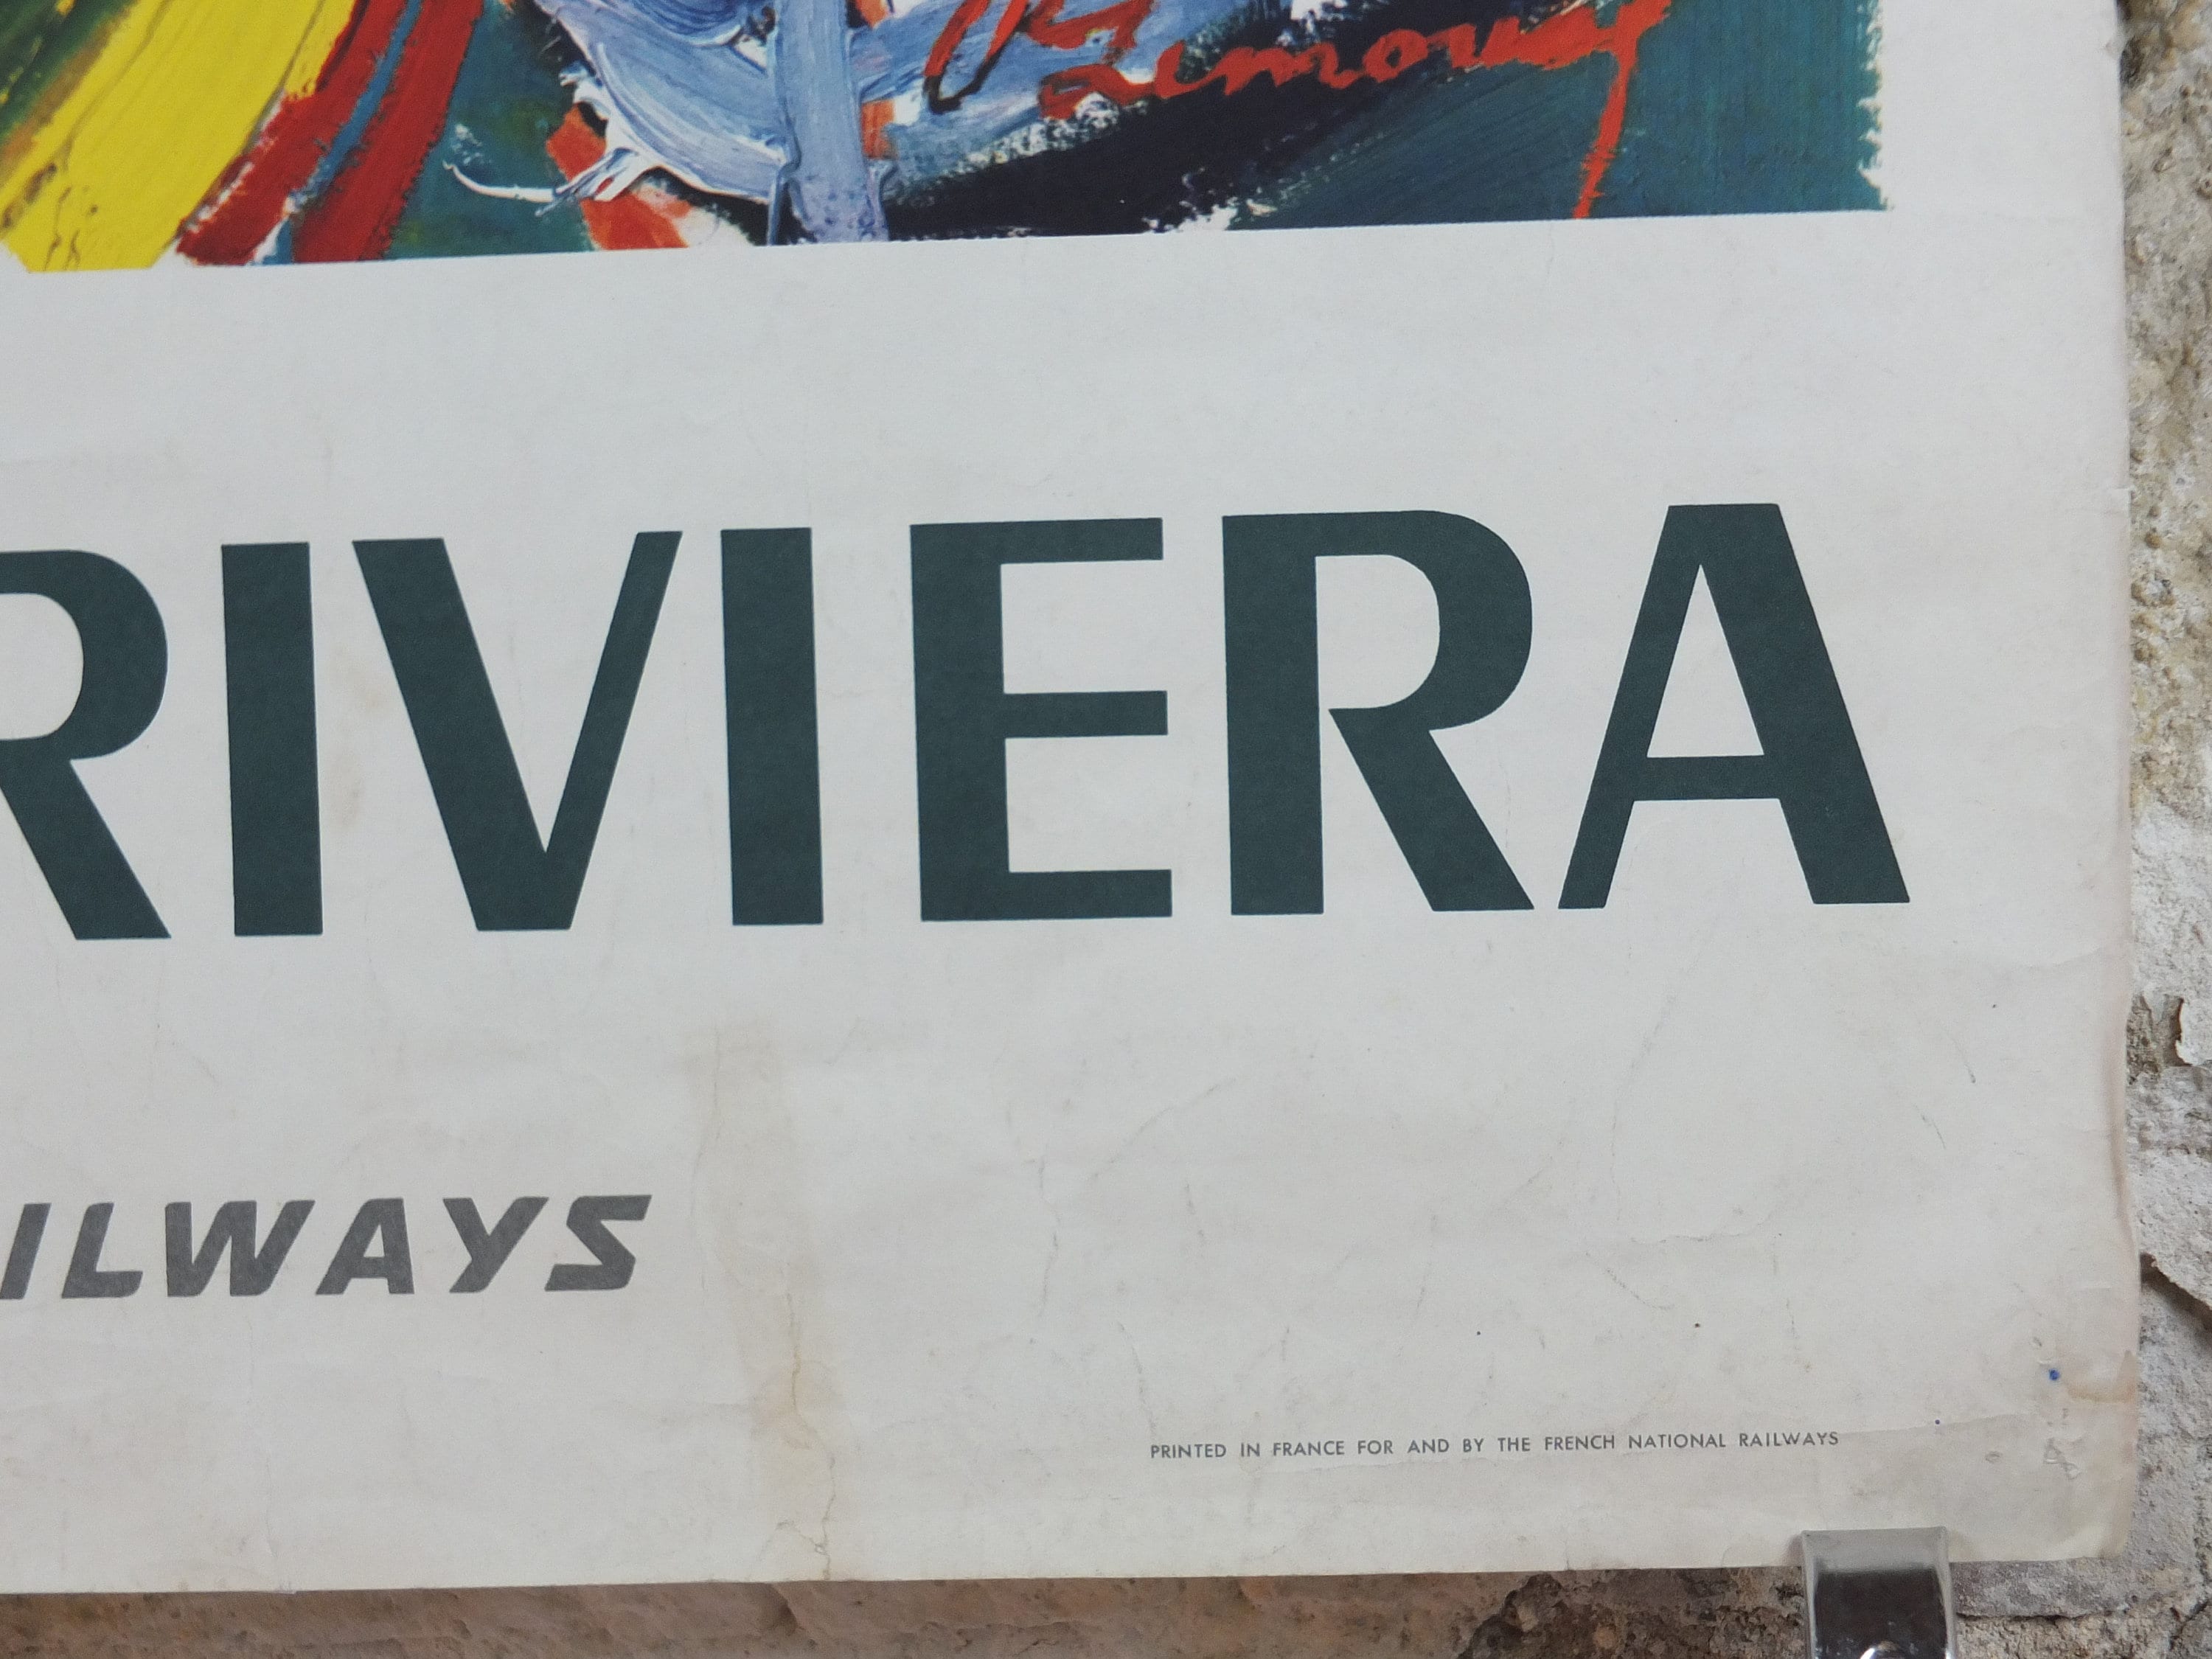 RIVIERA
ILWAYS
PRINTED IN FRANCE FOR AND BY THE FRENCH NATIONAL RAILWAYS